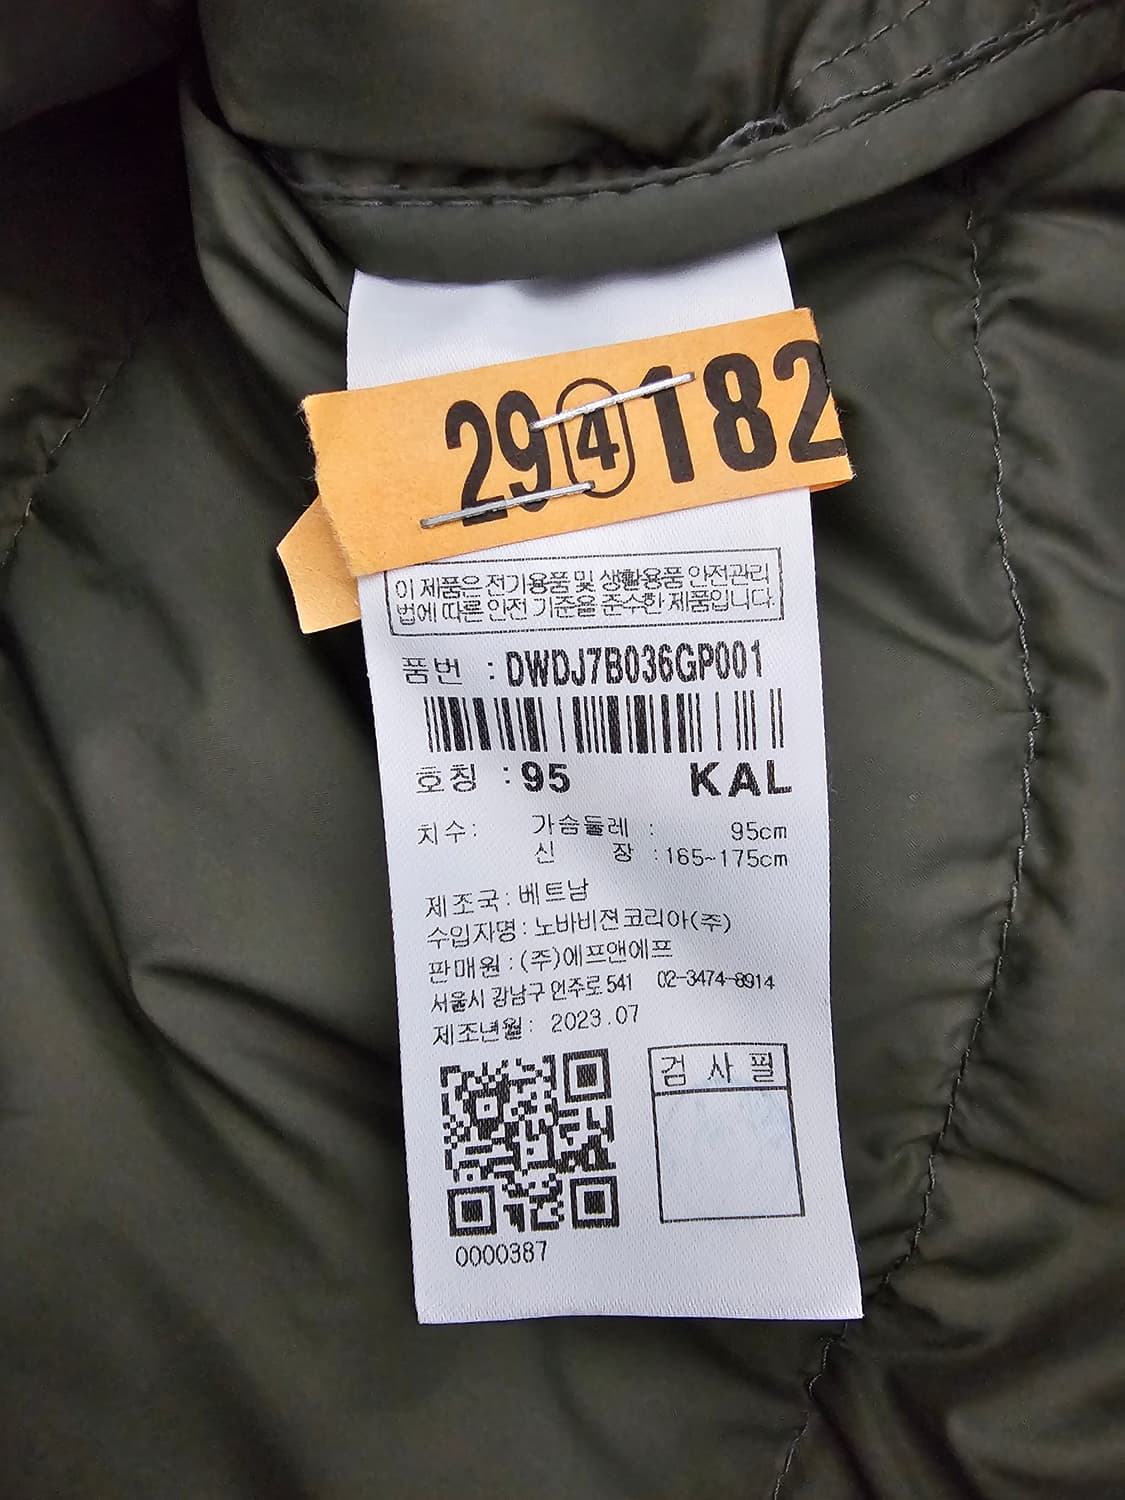 29 4 182
이 제품은 전기용품 및 생활용품 안전관리
법에 따른 안전 기준을 준수한 제품입니다.
품번 : DWDJ7B036GP001
호칭 : 95 KAL
치수: 가슴둘레 : 95cm
신 장 : 165~175cm
제조국: 베트남
수입자명: 노바비젼코리아(주)
판매원 : (주)에프앤에프
서울시 강남구 언주로 541 02-3474-8914
제조년월: 2023.07
검 사 필
0000387